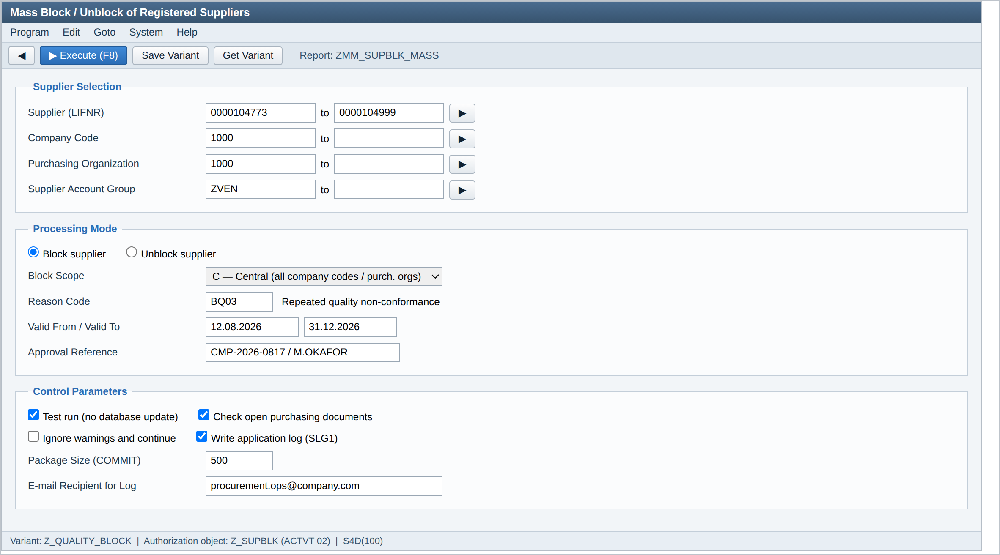 Mass Block / Unblock of Registered Suppliers
Program Edit Goto System Help
◀ ▶ Execute (F8) Save Variant Get Variant Report: ZMM_SUPBLK_MASS
Supplier Selection
Supplier (LIFNR) 0000104773 to 0000104999 ▶
Company Code 1000 to ▶
Purchasing Organization 1000 to ▶
Supplier Account Group ZVEN to ▶
Processing Mode
Block supplier Unblock supplier
Block Scope C — Central (all company codes / purch. orgs)
Reason Code BQ03 Repeated quality non-conformance
Valid From / Valid To 12.08.2026 31.12.2026
Approval Reference CMP-2026-0817 / M.OKAFOR
Control Parameters
Test run (no database update) Check open purchasing documents
Ignore warnings and continue Write application log (SLG1)
Package Size (COMMIT) 500
E-mail Recipient for Log procurement.ops@company.com
Variant: Z_QUALITY_BLOCK | Authorization object: Z_SUPBLK (ACTVT 02) | S4D(100)